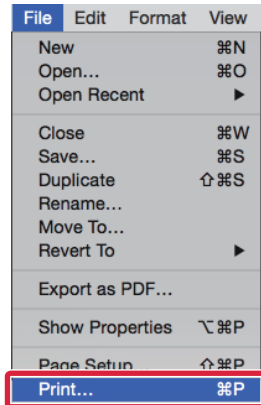 File Edit Format View
New ⌘N
Open... ⌘O
Open Recent ▶
Close ⌘W
Save... ⌘S
Duplicate ⇧⌘S
Rename...
Move To...
Revert To ▶
Export as PDF...
Show Properties ⌥⌘P
Page Setup... ⇧⌘P
Print... ⌘P